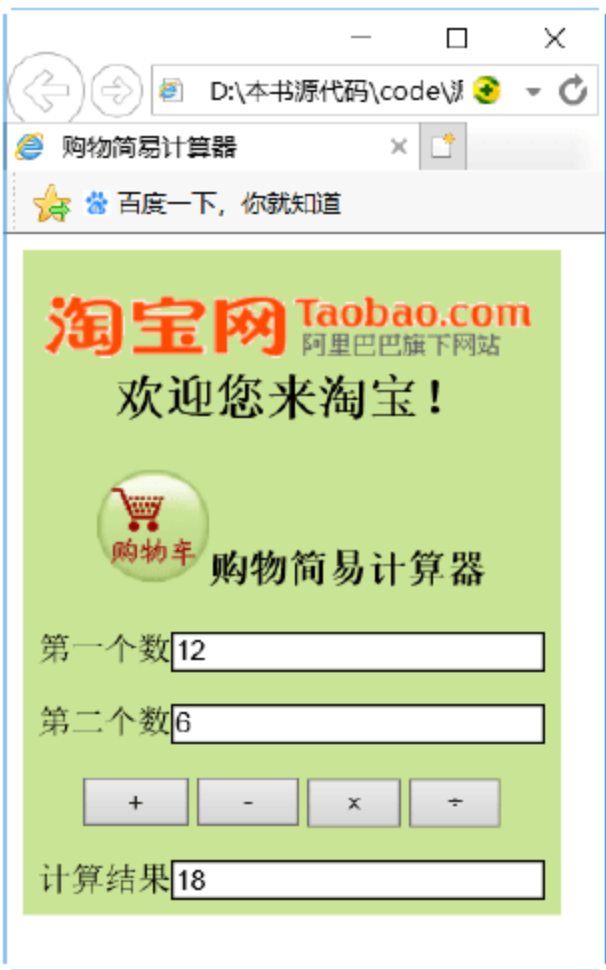 D:\本书源代码\code\
购物简易计算器
百度一下，你就知道
淘宝网 Taobao.com
阿里巴巴旗下网站
欢迎您来淘宝！
购物车
购物简易计算器
第一个数 12
第二个数 6
+ - x ÷
计算结果 18